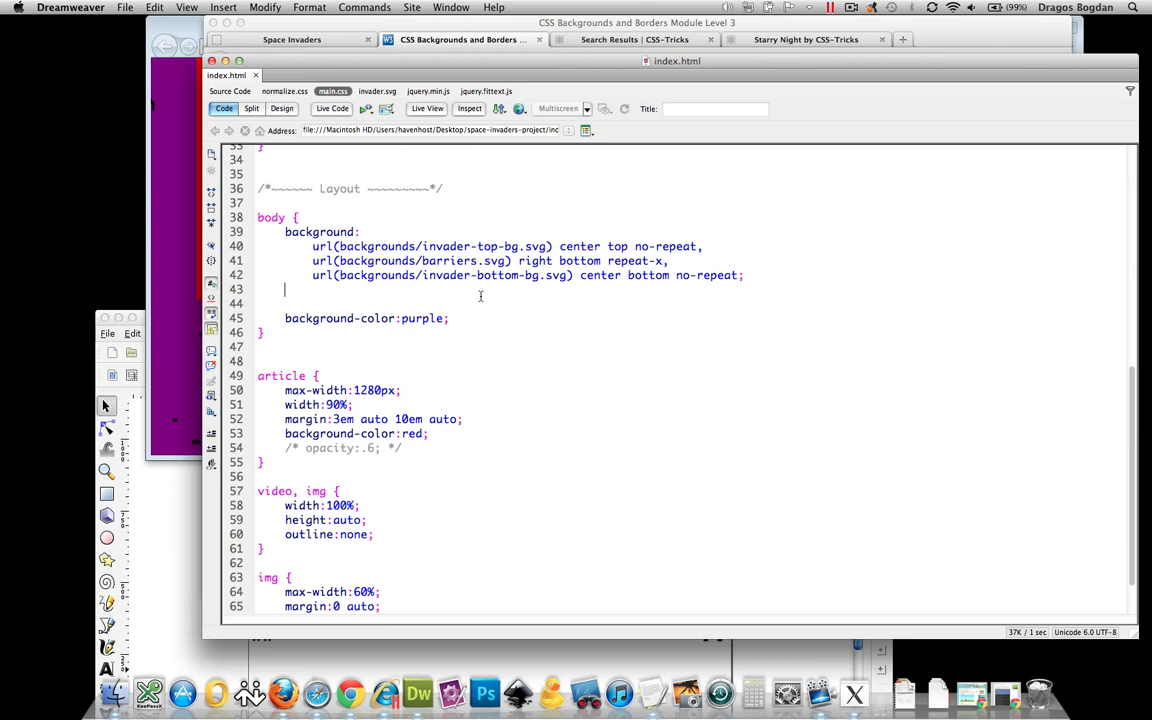 Dreamweaver File Edit View Insert Modify Format Commands Site Window Help (99%) Dragos Bogdan
CSS Backgrounds and Borders Module Level 3
Space Invaders W3 CSS Backgrounds and Borders ... Search Results | CSS-Tricks Starry Night by CSS-Tricks
index.html
index.html
Source Code normalize.css main.css invader.svg jquery.min.js jquery.fittext.js
Code Split Design Live Code Live View Inspect Multiscreen Title:
Address: file:///Macintosh HD/Users/havenhost/Desktop/space-invaders-project/inc
33 }
34
35
36 /*~~~~~~ Layout ~~~~~~~~~*/
37
38 body {
39 background:
40 url(backgrounds/invader-top-bg.svg) center top no-repeat,
41 url(backgrounds/barriers.svg) right bottom repeat-x,
42 url(backgrounds/invader-bottom-bg.svg) center bottom no-repeat;
43
44
45 background-color:purple;
46 }
47
48
49 article {
50 max-width:1280px;
51 width:90%;
52 margin:3em auto 10em auto;
53 background-color:red;
54 /* opacity:.6; */
55 }
56
57 video, img {
58 width:100%;
59 height:auto;
60 outline:none;
61 }
62
63 img {
64 max-width:60%;
65 margin:0 auto;
File Edit
37K / 1 sec Unicode 6.0 UTF-8
KeePassX Dw Ps X